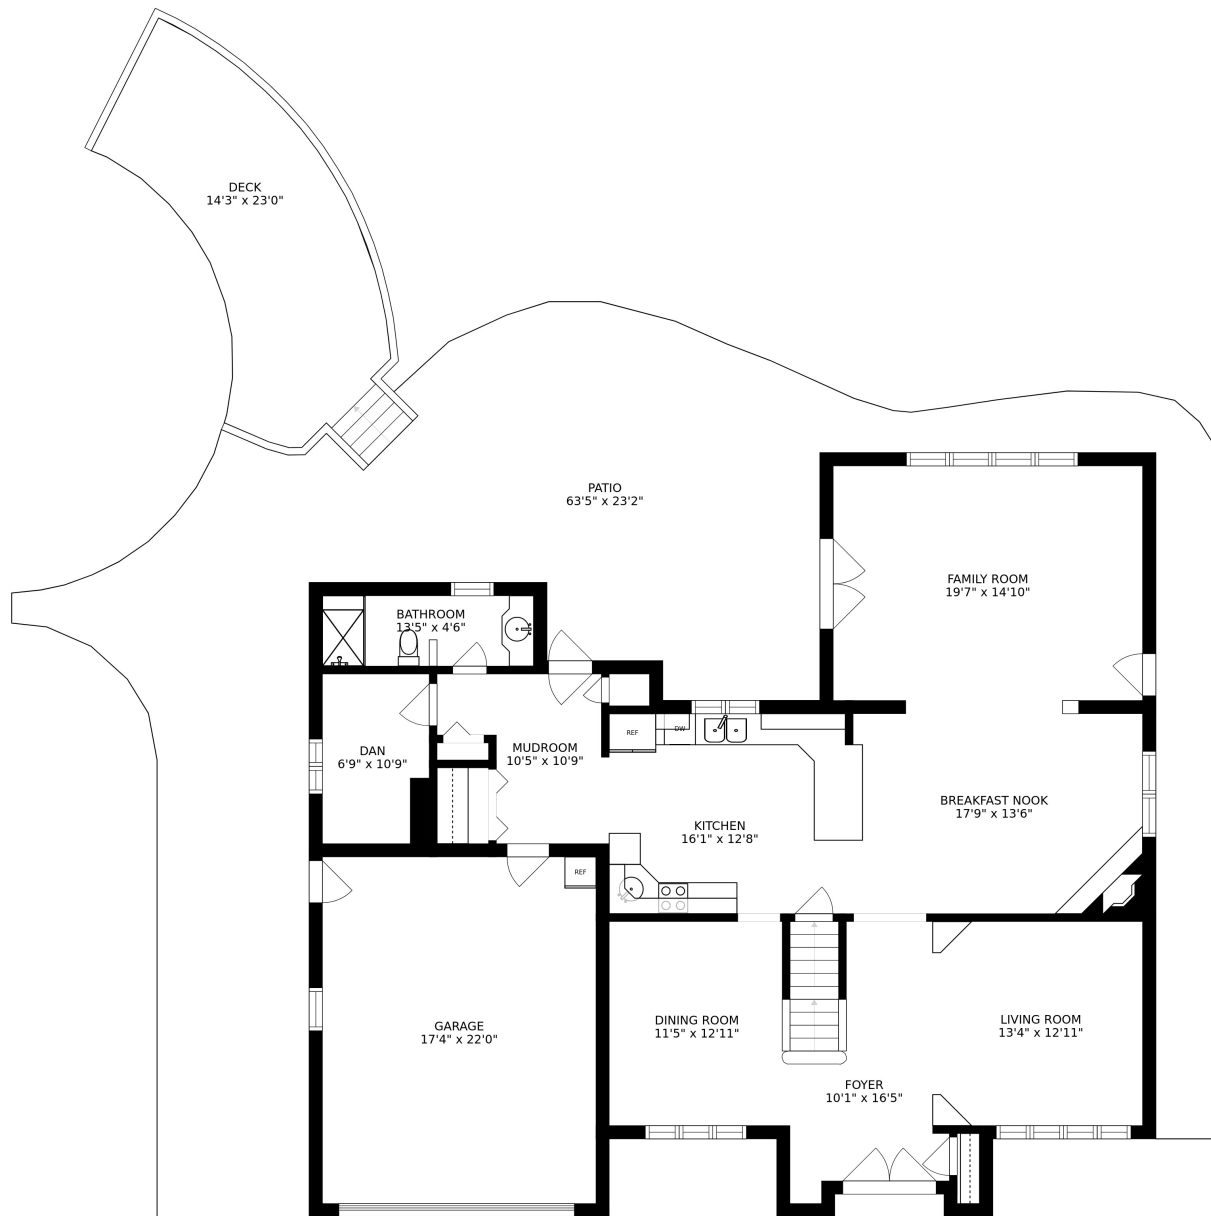 DECK
14'3" x 23'0"
PATIO
63'5" x 23'2"
FAMILY ROOM
19'7" x 14'10"
BATHROOM
13'5" x 4'6"
DAN
6'9" x 10'9"
MUDROOM
10'5" x 10'9"
REF
DW
KITCHEN
16'1" x 12'8"
BREAKFAST NOOK
17'9" x 13'6"
REF
GARAGE
17'4" x 22'0"
DINING ROOM
11'5" x 12'11"
LIVING ROOM
13'4" x 12'11"
FOYER
10'1" x 16'5"